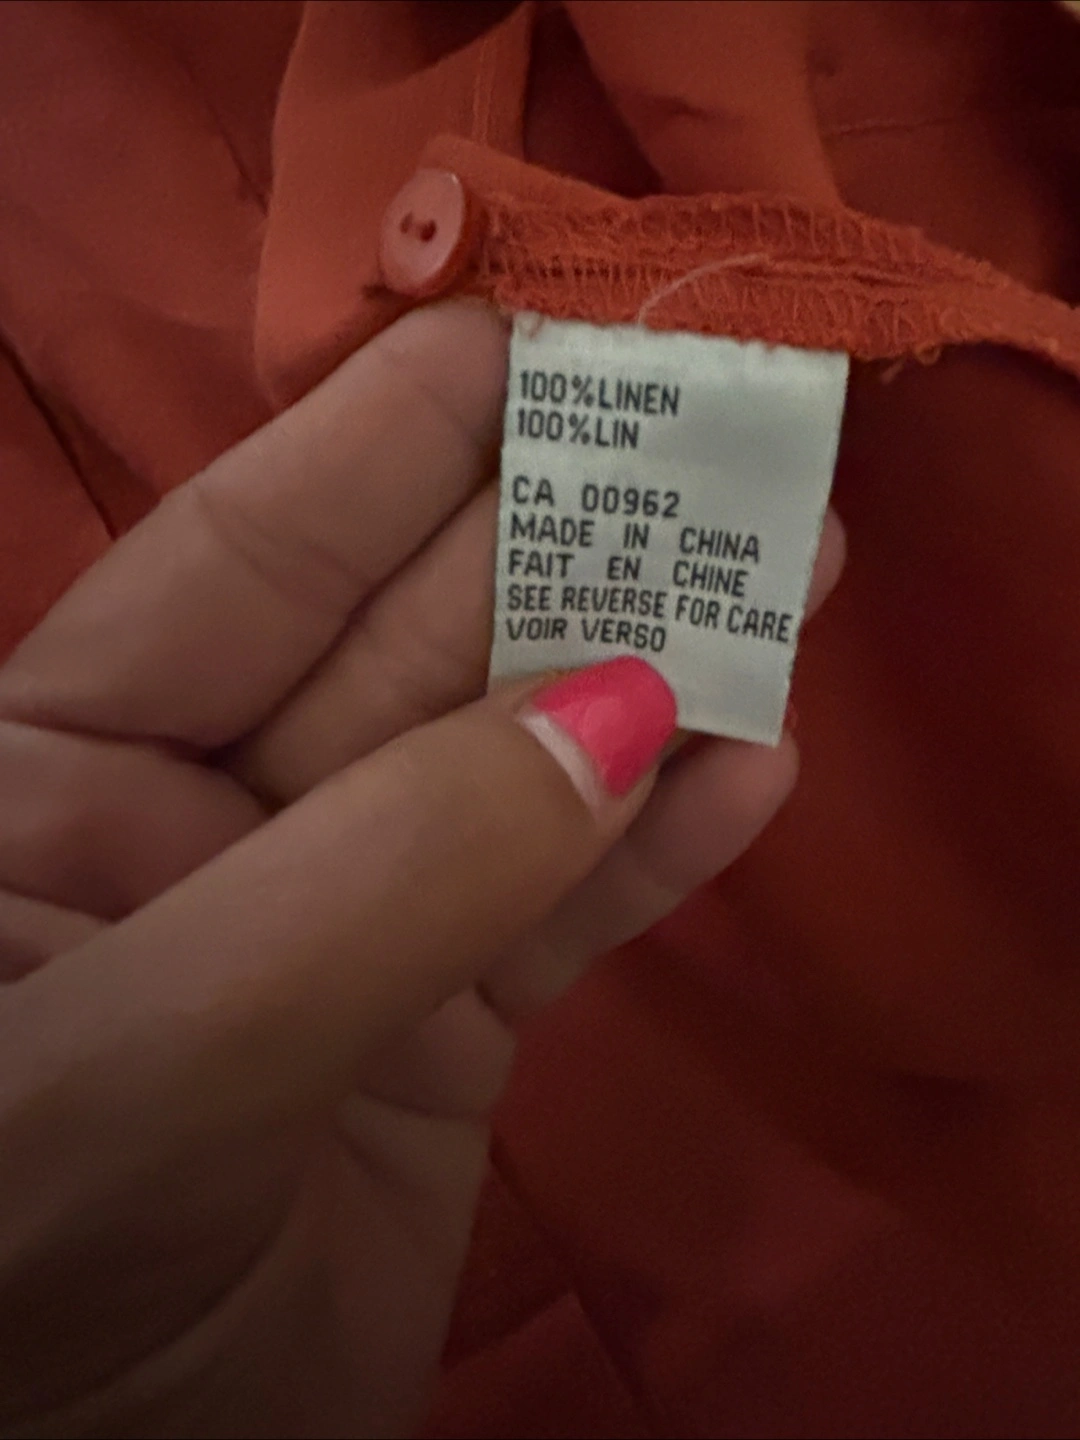 100%LINEN
100%LIN
CA 00962
MADE IN CHINA
FAIT EN CHINE
SEE REVERSE FOR CARE
VOIR VERSO